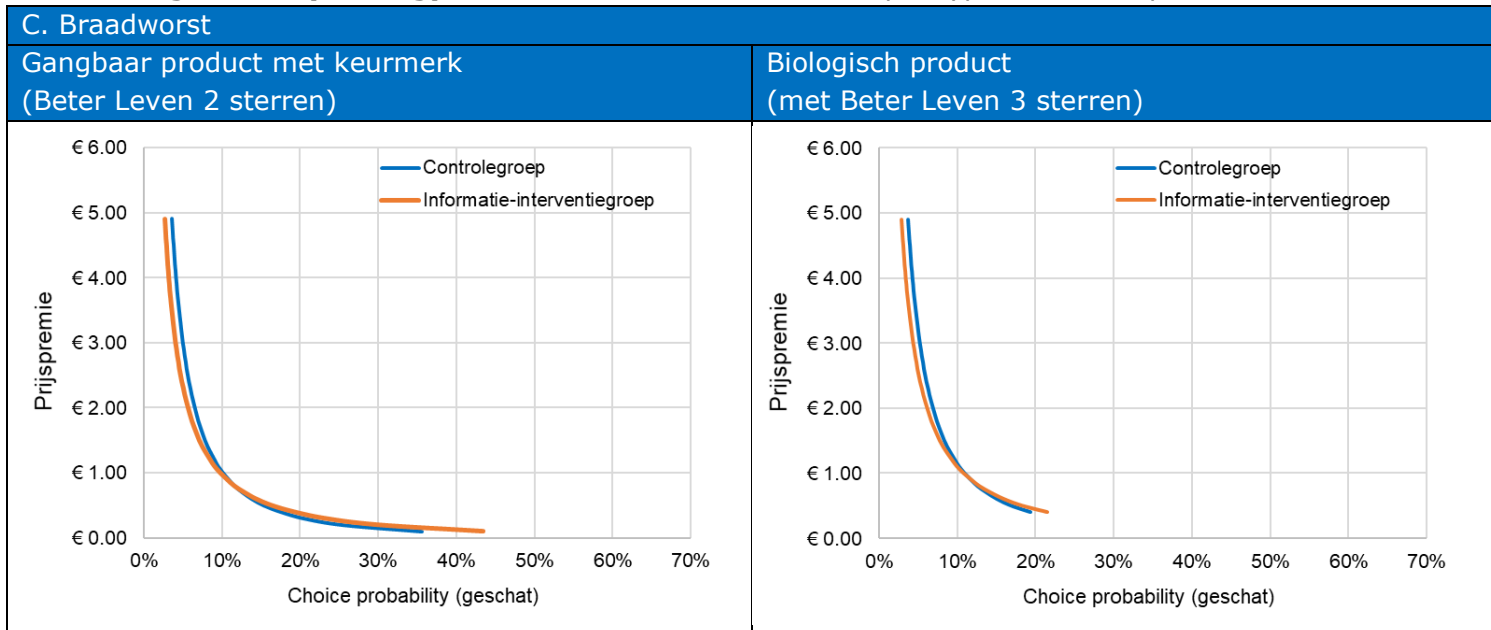 C. Braadworst
Gangbaar product met keurmerk
(Beter Leven 2 sterren)
Biologisch product
(met Beter Leven 3 sterren)
€ 6.00
€ 5.00
€ 4.00
€ 3.00
€ 2.00
€ 1.00
€ 0.00
Prijspremie
Controlegroep
Informatie-interventiegroep
0% 10% 20% 30% 40% 50% 60% 70%
Choice probability (geschat)
€ 6.00
€ 5.00
€ 4.00
€ 3.00
€ 2.00
€ 1.00
€ 0.00
Prijspremie
Controlegroep
Informatie-interventiegroep
0% 10% 20% 30% 40% 50% 60% 70%
Choice probability (geschat)